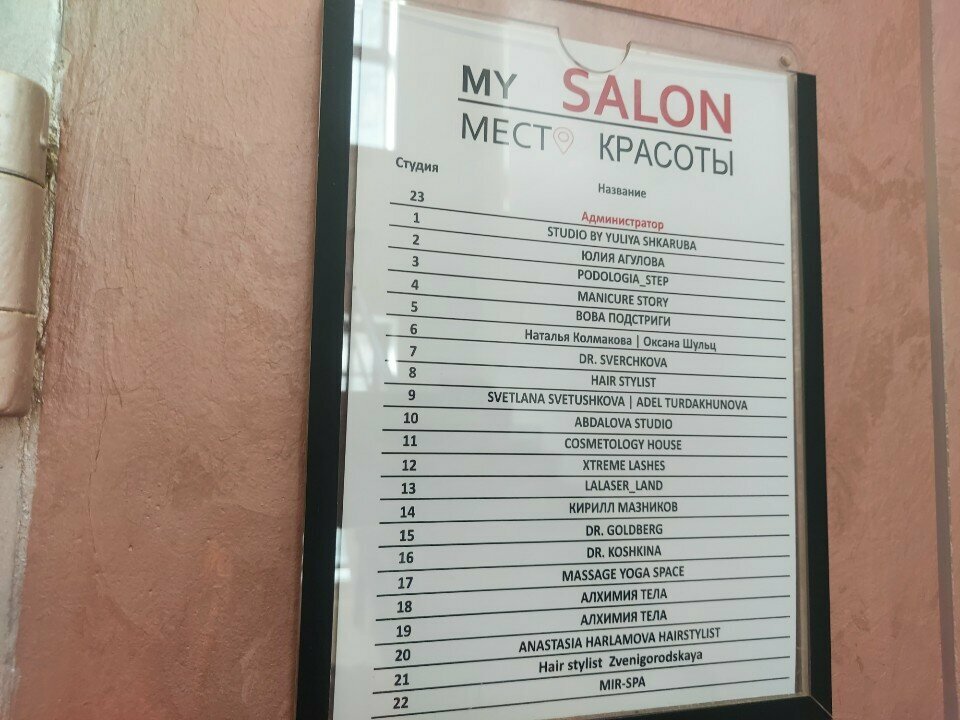 MY SALON
МЕСТО КРАСОТЫ
Студия Название
23 Администратор
1 STUDIO BY YULIYA SHKARUBA
2 ЮЛИЯ АГУЛОВА
3 PODOLOGIA_STEP
4 MANICURE STORY
5 ВОВА ПОДСТРИГИ
6 Наталья Колмакова | Оксана Шульц
7 DR. SVERCHKOVA
8 HAIR STYLIST
9 SVETLANA SVETUSHKOVA | ADEL TURDAKHUNOVA
10 ABDALOVA STUDIO
11 COSMETOLOGY HOUSE
12 XTREME LASHES
13 LALASER_LAND
14 КИРИЛЛ МАЗНИКОВ
15 DR. GOLDBERG
16 DR. KOSHKINA
17 MASSAGE YOGA SPACE
18 АЛХИМИЯ ТЕЛА
19 АЛХИМИЯ ТЕЛА
20 ANASTASIA HARLAMOVA HAIRSTYLIST
21 Hair stylist Zvenigorodskaya
22 MIR-SPA